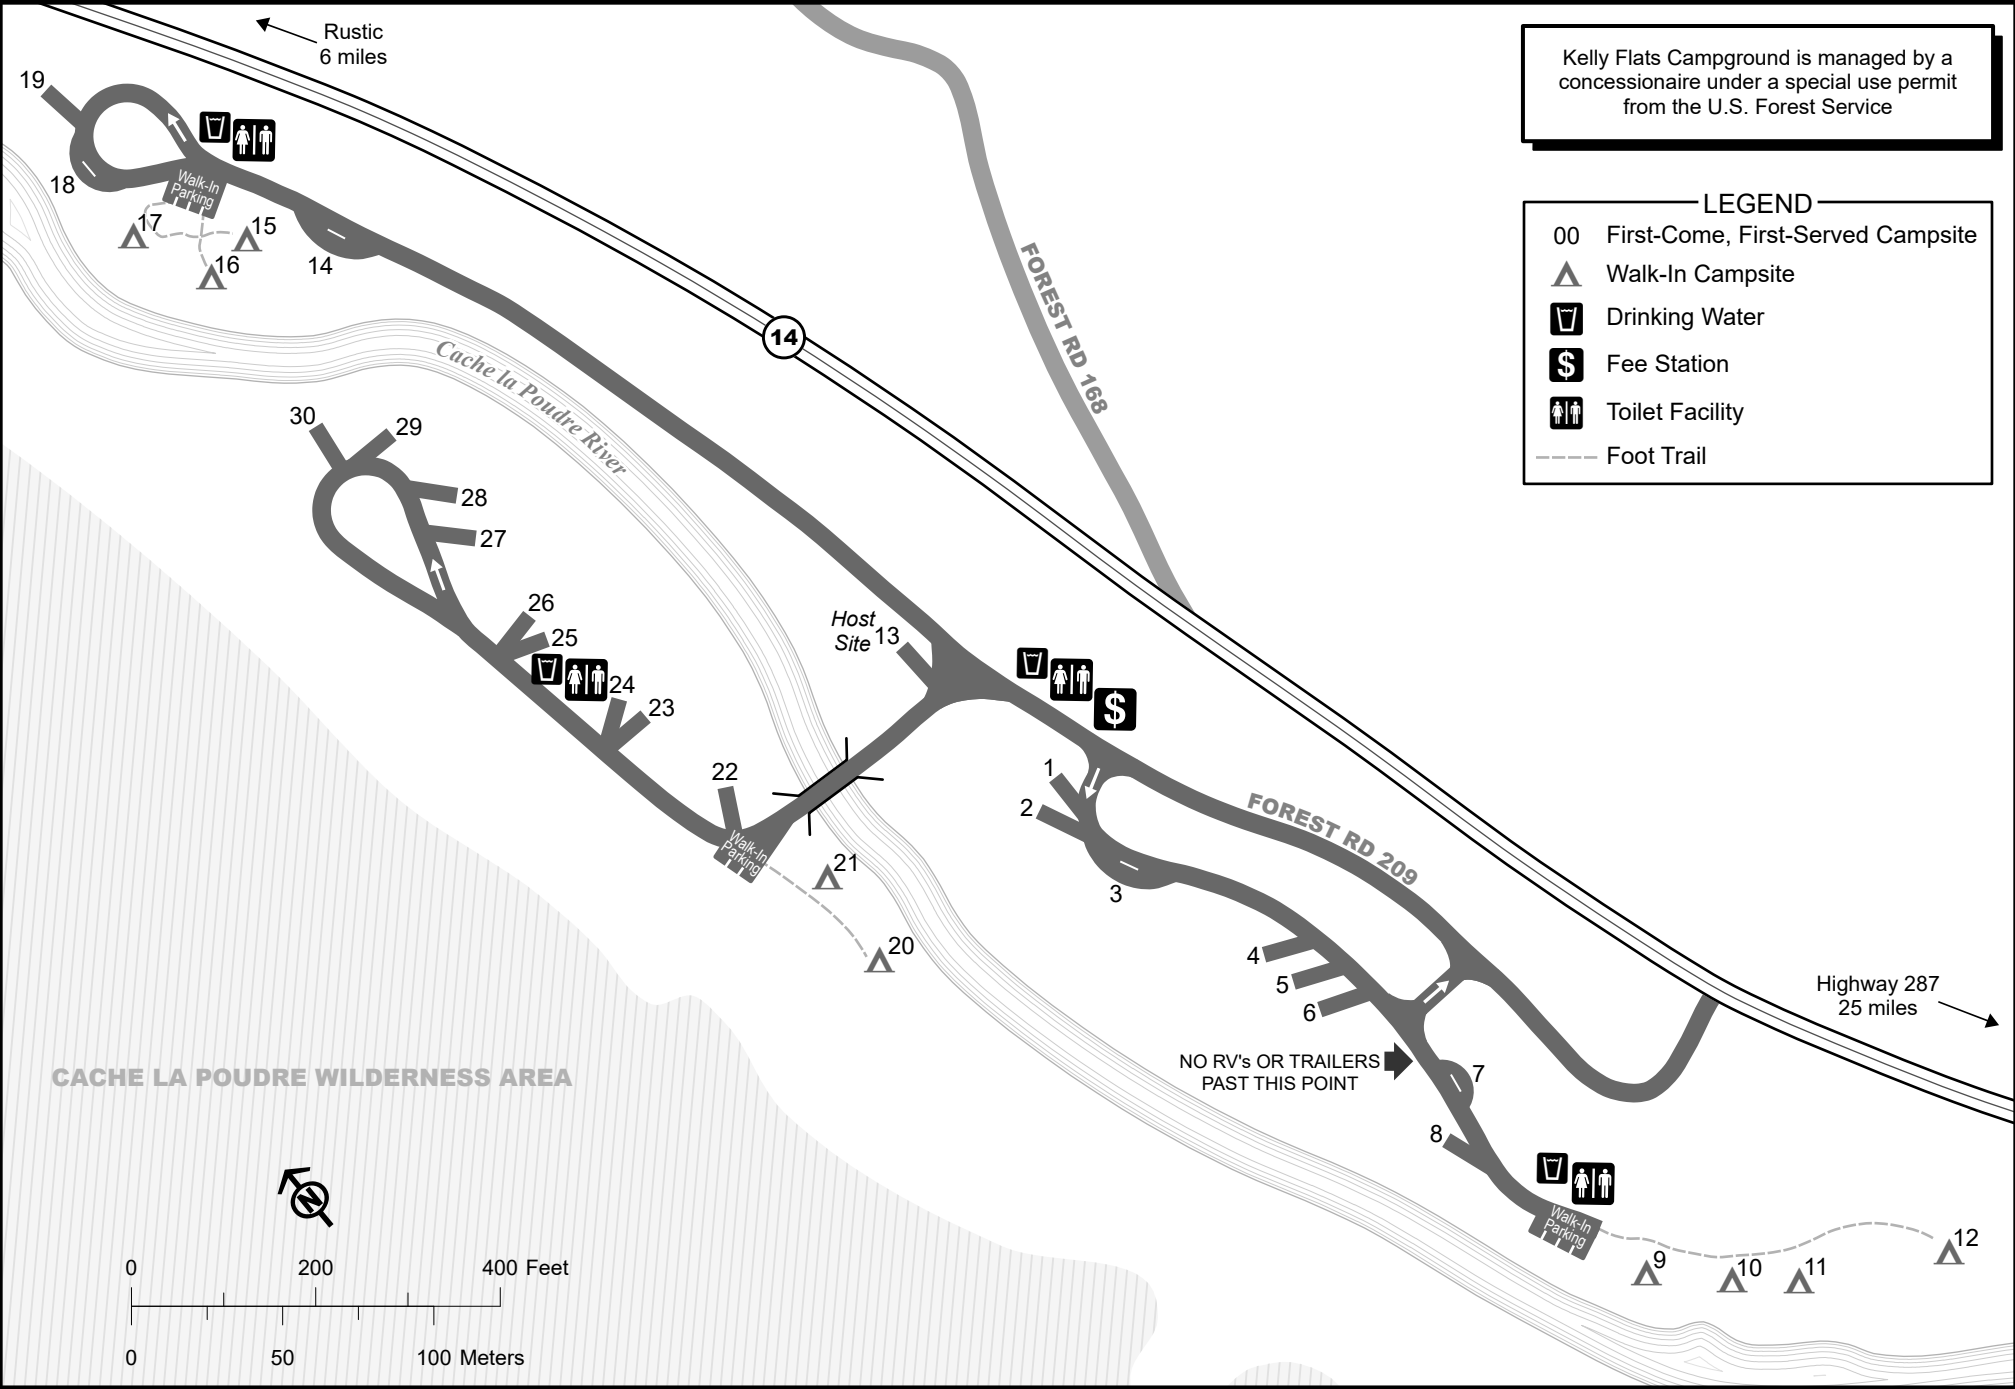 Rustic
6 miles
Kelly Flats Campground is managed by a
concessionaire under a special use permit
from the U.S. Forest Service
LEGEND
00 First-Come, First-Served Campsite
Walk-In Campsite
Drinking Water
$ Fee Station
Toilet Facility
Foot Trail
19
18
Walk-In
Parking
17
15
16
14
14
FOREST RD 168
Cache la Poudre River
30
29
28
27
26
25
24
23
22
Host
Site 13
$
Walk-In
Parking
21
20
1
2
3
FOREST RD 209
4
5
6
NO RV's OR TRAILERS
PAST THIS POINT
7
8
Highway 287
25 miles
Walk-In
Parking
9
10
11
12
CACHE LA POUDRE WILDERNESS AREA
N
0 200 400 Feet
0 50 100 Meters